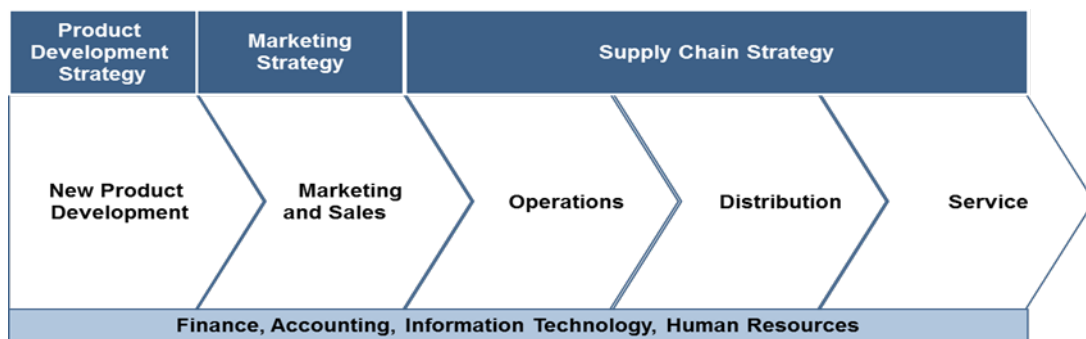 Product
Development
Strategy
Marketing
Strategy
Supply Chain Strategy
New Product
Development
Marketing
and Sales
Operations
Distribution
Service
Finance, Accounting, Information Technology, Human Resources